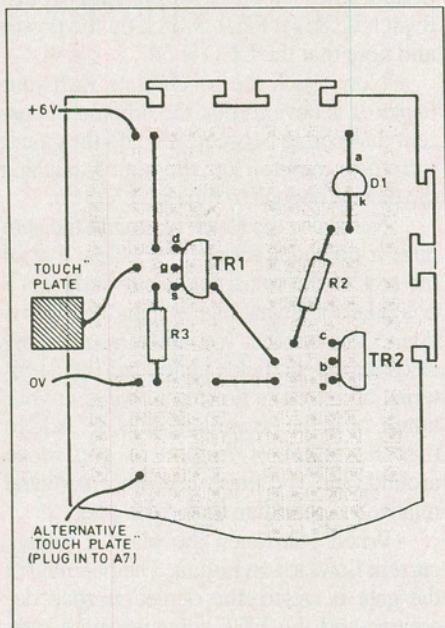 +6V
a
D1
k
d
TOUCH"
PLATE
g
TR1
s
R2
R3
c
TR2
b
0V
e
ALTERNATIVE
"TOUCH PLATE"
(PLUG IN TO A7)